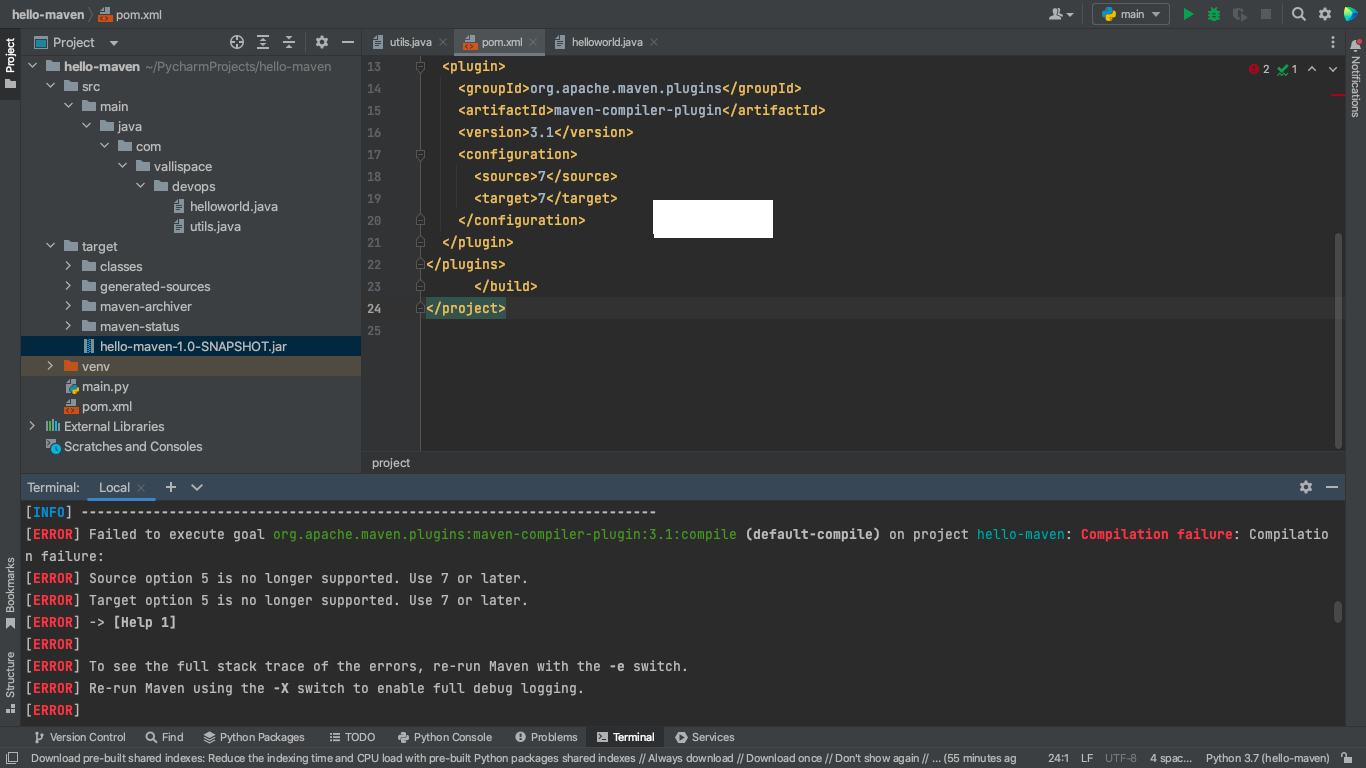 hello-maven
pom.xml
main
Project
Project
utils.java
pom.xml
helloworld.java
Notifications
hello-maven ~/PycharmProjects/hello-maven
src
main
java
com
vallispace
devops
helloworld.java
utils.java
target
classes
generated-sources
maven-archiver
maven-status
hello-maven-1.0-SNAPSHOT.jar
venv
main.py
pom.xml
External Libraries
Scratches and Consoles
2 1
13 <plugin>
14 <groupId>org.apache.maven.plugins</groupId>
15 <artifactId>maven-compiler-plugin</artifactId>
16 <version>3.1</version>
17 <configuration>
18 <source>7</source>
19 <target>7</target>
20 </configuration>
21 </plugin>
22 </plugins>
23 </build>
24 </project>
25
project
Terminal: Local
[INFO] ------------------------------------------------------------------------
[ERROR] Failed to execute goal org.apache.maven.plugins:maven-compiler-plugin:3.1:compile (default-compile) on project hello-maven: Compilation failure: Compilatio
n failure:
[ERROR] Source option 5 is no longer supported. Use 7 or later.
[ERROR] Target option 5 is no longer supported. Use 7 or later.
[ERROR] -> [Help 1]
[ERROR]
[ERROR] To see the full stack trace of the errors, re-run Maven with the -e switch.
[ERROR] Re-run Maven using the -X switch to enable full debug logging.
[ERROR]
Bookmarks
Structure
Version Control
Find
Python Packages
TODO
Python Console
Problems
Terminal
Services
Download pre-built shared indexes: Reduce the indexing time and CPU load with pre-built Python packages shared indexes // Always download // Download once // Don't show again // ... (55 minutes ag
24:1 LF UTF-8 4 spac... Python 3.7 (hello-maven)